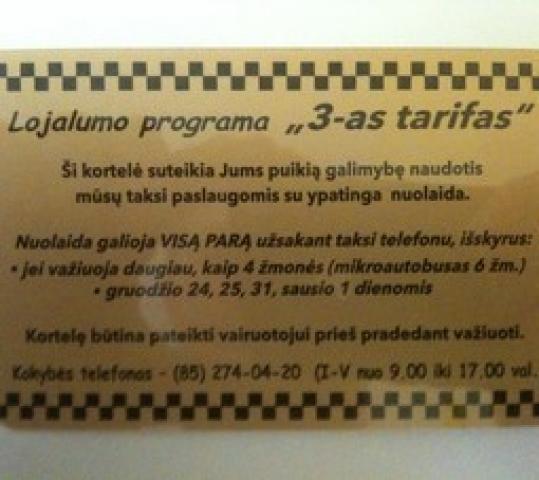 Lojalumo programa „3-as tarifas“
Ši kortelė suteikia Jums puikią galimybę naudotis
mūsų taksi paslaugomis su ypatinga nuolaida.
Nuolaida galioja VISĄ PARĄ užsakant taksi telefonu, išskyrus:
• jei važiuoja daugiau, kaip 4 žmonės (mikroautobusas 6 žm.)
• gruodžio 24, 25, 31, sausio 1 dienomis
Kortelę būtina pateikti vairuotojui prieš pradedant važiuoti.
Kokybės telefonas - (85) 274-04-20 (I-V nuo 9.00 iki 17.00 val.